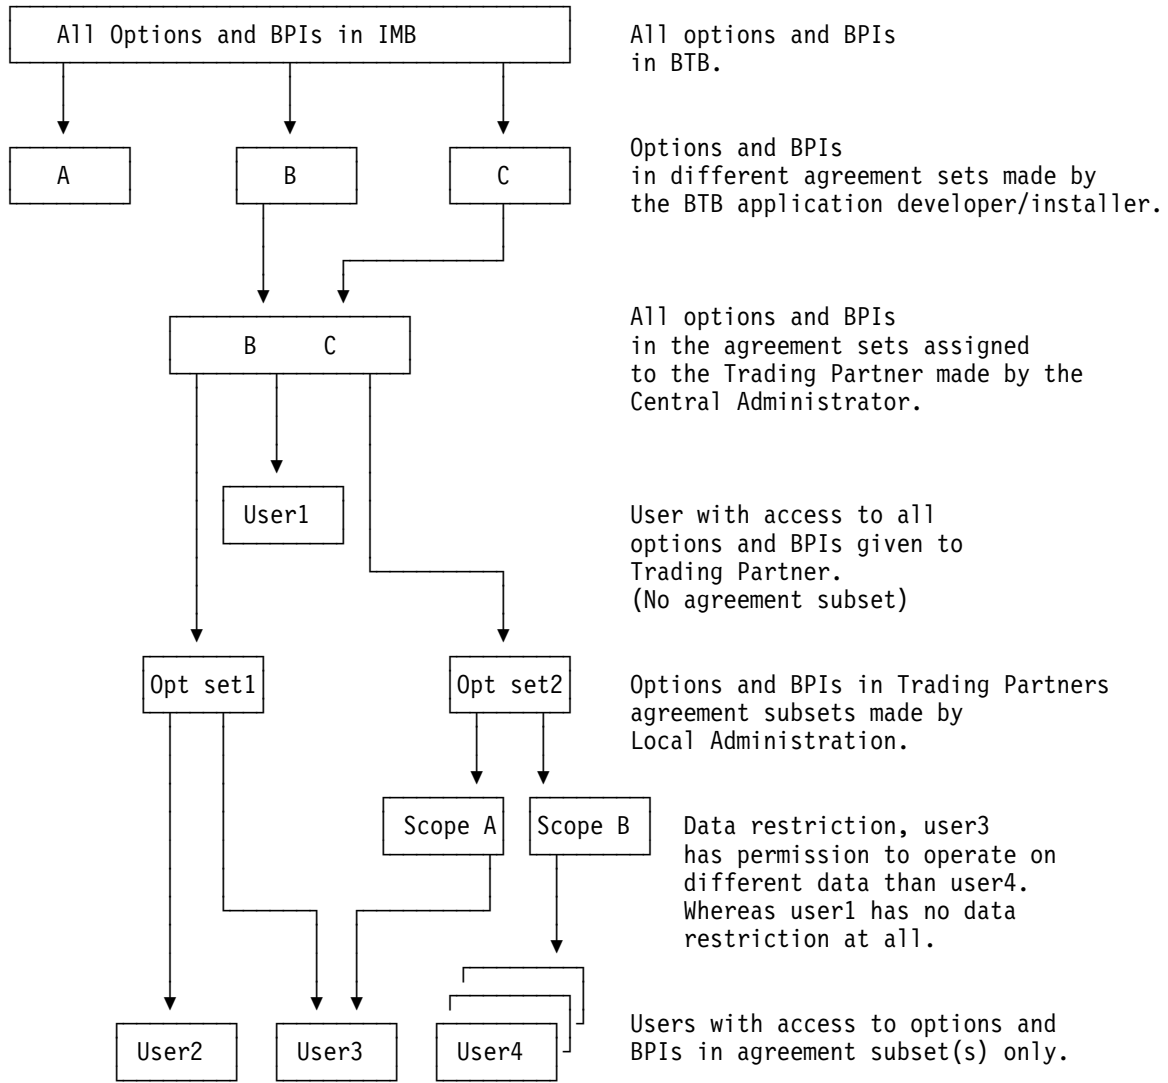 All Options and BPIs in IMB
All options and BPIs
in BTB.
A
B
C
Options and BPIs
in different agreement sets made by
the BTB application developer/installer.
B C
All options and BPIs
in the agreement sets assigned
to the Trading Partner made by the
Central Administrator.
User1
User with access to all
options and BPIs given to
Trading Partner.
(No agreement subset)
Opt set1
Opt set2
Options and BPIs in Trading Partners
agreement subsets made by
Local Administration.
Scope A
Scope B
Data restriction, user3
has permission to operate on
different data than user4.
Whereas user1 has no data
restriction at all.
User2
User3
User4
Users with access to options and
BPIs in agreement subset(s) only.